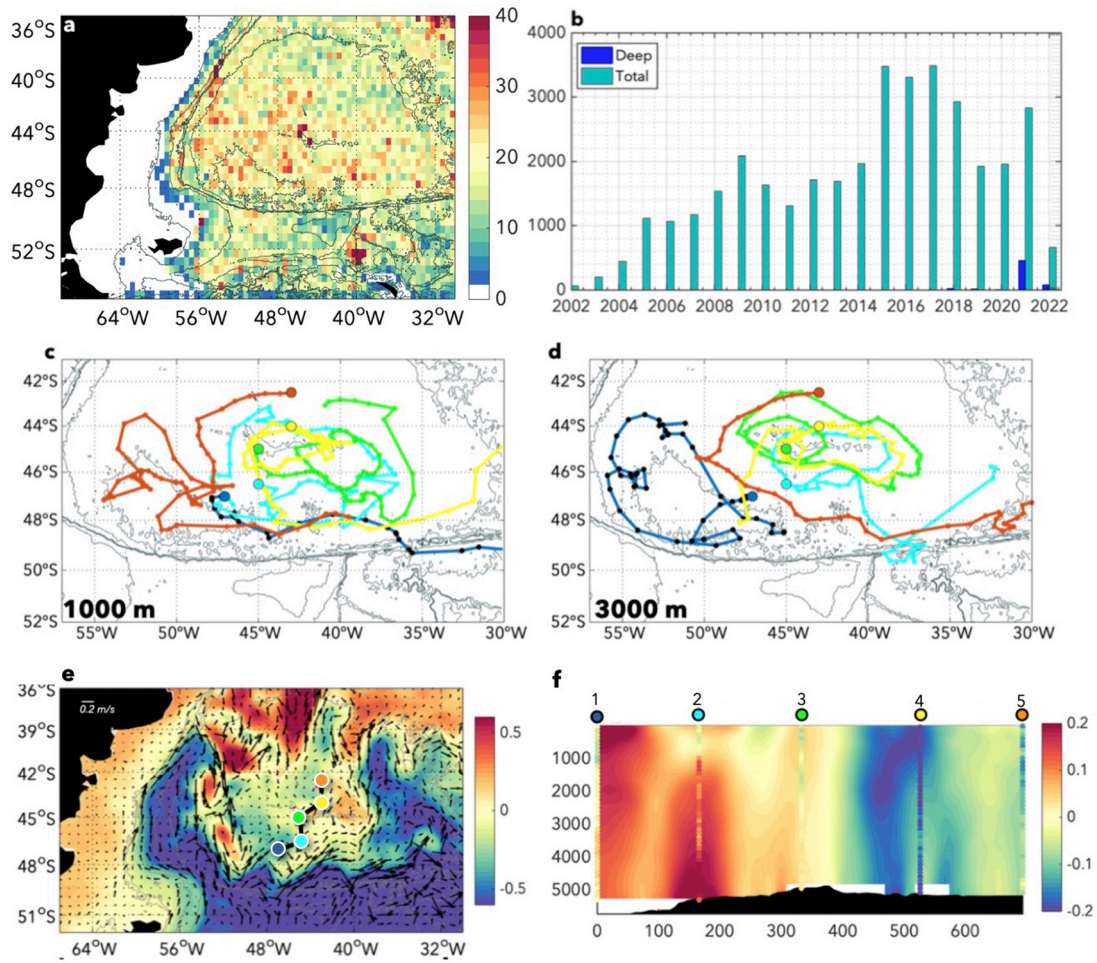 a
36°S
40°S
44°S
48°S
52°S
64°W 56°W 48°W 40°W 32°W
40
30
20
10
0
b
4000
3000
2000
1000
0
Deep
Total
2002 2004 2006 2008 2010 2012 2014 2016 2018 2020 2022
c
42°S
44°S
46°S
48°S
50°S
52°S
1000 m
55°W 50°W 45°W 40°W 35°W 30°W
d
42°S
44°S
46°S
48°S
50°S
52°S
3000 m
55°W 50°W 45°W 40°W 35°W 30°W
e
36°S
39°S
42°S
45°S
48°S
51°S
0.2 m/s
64°W 56°W 48°W 40°W 32°W
0.5
0
-0.5
f
1 2 3 4 5
1000
2000
3000
4000
5000
0 100 200 300 400 500 600
0.2
0.1
0
-0.1
-0.2